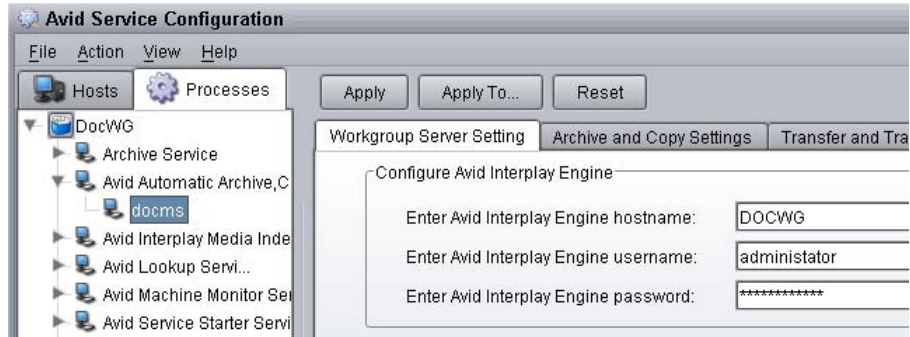 Avid Service Configuration
File Action View Help
Hosts Processes
Apply Apply To... Reset
DocWG
Archive Service
Avid Automatic Archive,C
docms
Avid Interplay Media Inde
Avid Lookup Servi...
Avid Machine Monitor Ser
Avid Service Starter Servi
Workgroup Server Setting Archive and Copy Settings Transfer and Tra
Configure Avid Interplay Engine
Enter Avid Interplay Engine hostname: DOCWG
Enter Avid Interplay Engine username: administator
Enter Avid Interplay Engine password: ************